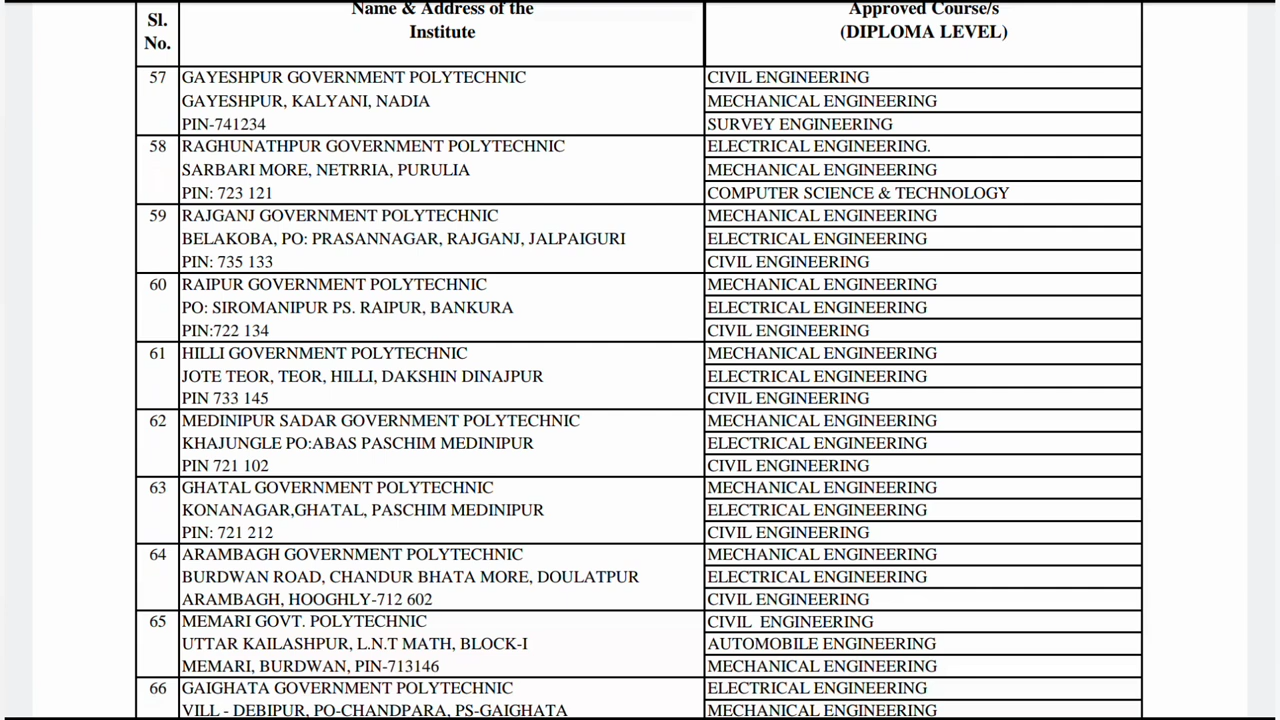 Sl. No.
Name & Address of the Institute
Approved Course/s (DIPLOMA LEVEL)
57 GAYESHPUR GOVERNMENT POLYTECHNIC CIVIL ENGINEERING
GAYESHPUR, KALYANI, NADIA MECHANICAL ENGINEERING
PIN-741234 SURVEY ENGINEERING
58 RAGHUNATHPUR GOVERNMENT POLYTECHNIC ELECTRICAL ENGINEERING.
SARBARI MORE, NETRRIA, PURULIA MECHANICAL ENGINEERING
PIN: 723 121 COMPUTER SCIENCE & TECHNOLOGY
59 RAJGANJ GOVERNMENT POLYTECHNIC MECHANICAL ENGINEERING
BELAKOBA, PO: PRASANNAGAR, RAJGANJ, JALPAIGURI ELECTRICAL ENGINEERING
PIN: 735 133 CIVIL ENGINEERING
60 RAIPUR GOVERNMENT POLYTECHNIC MECHANICAL ENGINEERING
PO: SIROMANIPUR PS. RAIPUR, BANKURA ELECTRICAL ENGINEERING
PIN:722 134 CIVIL ENGINEERING
61 HILLI GOVERNMENT POLYTECHNIC MECHANICAL ENGINEERING
JOTE TEOR, TEOR, HILLI, DAKSHIN DINAJPUR ELECTRICAL ENGINEERING
PIN 733 145 CIVIL ENGINEERING
62 MEDINIPUR SADAR GOVERNMENT POLYTECHNIC MECHANICAL ENGINEERING
KHAJUNGLE PO:ABAS PASCHIM MEDINIPUR ELECTRICAL ENGINEERING
PIN 721 102 CIVIL ENGINEERING
63 GHATAL GOVERNMENT POLYTECHNIC MECHANICAL ENGINEERING
KONANAGAR,GHATAL, PASCHIM MEDINIPUR ELECTRICAL ENGINEERING
PIN: 721 212 CIVIL ENGINEERING
64 ARAMBAGH GOVERNMENT POLYTECHNIC MECHANICAL ENGINEERING
BURDWAN ROAD, CHANDUR BHATA MORE, DOULATPUR ELECTRICAL ENGINEERING
ARAMBAGH, HOOGHLY-712 602 CIVIL ENGINEERING
65 MEMARI GOVT. POLYTECHNIC CIVIL ENGINEERING
UTTAR KAILASHPUR, L.N.T MATH, BLOCK-I AUTOMOBILE ENGINEERING
MEMARI, BURDWAN, PIN-713146 MECHANICAL ENGINEERING
66 GAIGHATA GOVERNMENT POLYTECHNIC ELECTRICAL ENGINEERING
VILL - DEBIPUR, PO-CHANDPARA, PS-GAIGHATA MECHANICAL ENGINEERING